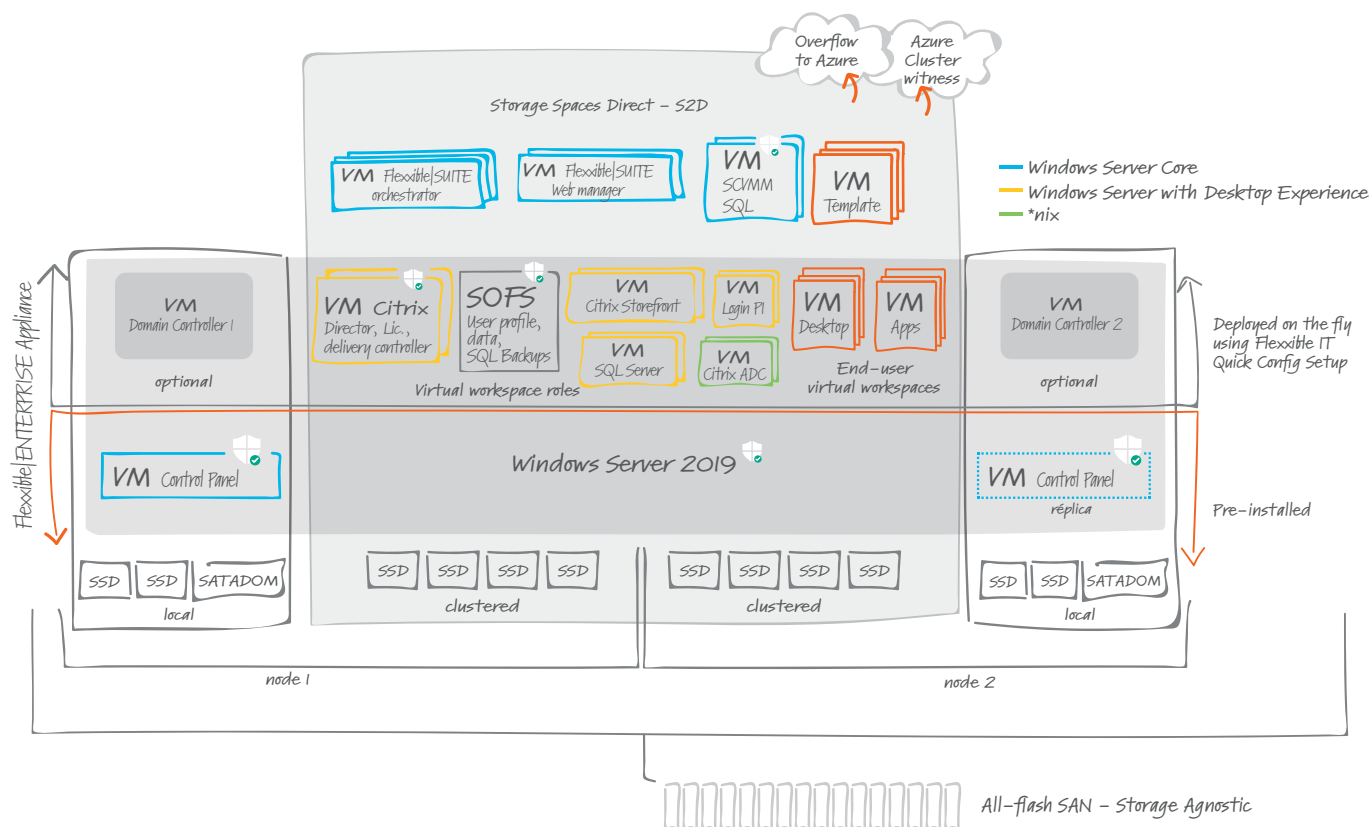 Overflow
to Azure
Azure
Cluster
witness
Storage Spaces Direct - S2D
VM Flexxible|SUITE
orchestrator
VM Flexxible|SUITE
Web manager
VM
SCVMM
SQL
VM
Template
Windows Server Core
Windows Server with Desktop Experience
*nix
Flexxible|ENTERPRISE Appliance
VM
Domain Controller 1
optional
VM Citrix
Director, Lic.,
delivery controller
SOFS
User profile,
data,
SQL Backups
VM
Citrix Storefront
VM
SQL Server
VM
Login PI
VM
Citrix ADC
VM
Desktop
VM
Apps
Virtual workspace roles
End-user
virtual workspaces
VM
Domain Controller 2
optional
Deployed on the fly
using Flexxible IT
Quick Config Setup
VM Control Panel
Windows Server 2019
VM Control Panel
réplica
Pre-installed
SSD SSD SATADOM
local
SSD SSD SSD SSD
clustered
SSD SSD SSD SSD
clustered
SSD SSD SATADOM
local
node 1
node 2
All-flash SAN - Storage Agnostic